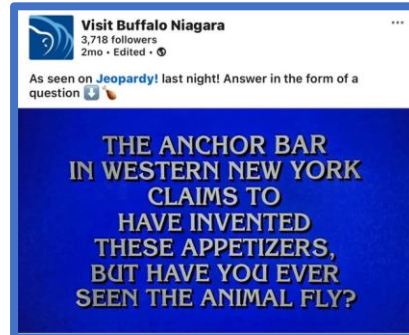 Visit Buffalo Niagara
3,718 followers
2mo • Edited •
As seen on Jeopardy! last night! Answer in the form of a
question ⬇️ 🍗
THE ANCHOR BAR
IN WESTERN NEW YORK
CLAIMS TO
HAVE INVENTED
THESE APPETIZERS,
BUT HAVE YOU EVER
SEEN THE ANIMAL FLY?